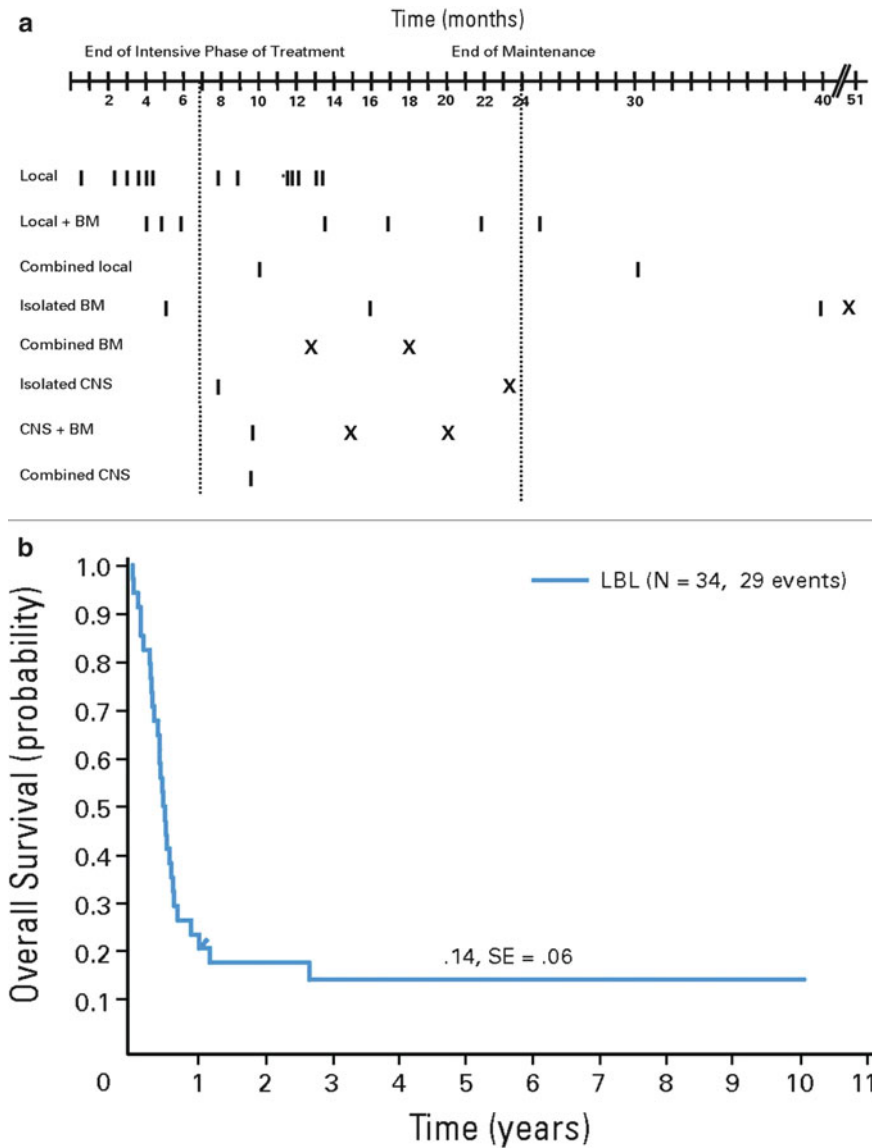 a
Time (months)
End of Intensive Phase of Treatment End of Maintenance
2 4 6 8 10 12 14 16 18 20 22 24 30 40 51
Local
Local + BM
Combined local
Isolated BM X
Combined BM X X
Isolated CNS X
CNS + BM X X
Combined CNS
b
LBL (N = 34, 29 events)
Overall Survival (probability)
1.0
0.9
0.8
0.7
0.6
0.5
0.4
0.3
0.2
0.1
.14, SE = .06
0 1 2 3 4 5 6 7 8 9 10 11
Time (years)